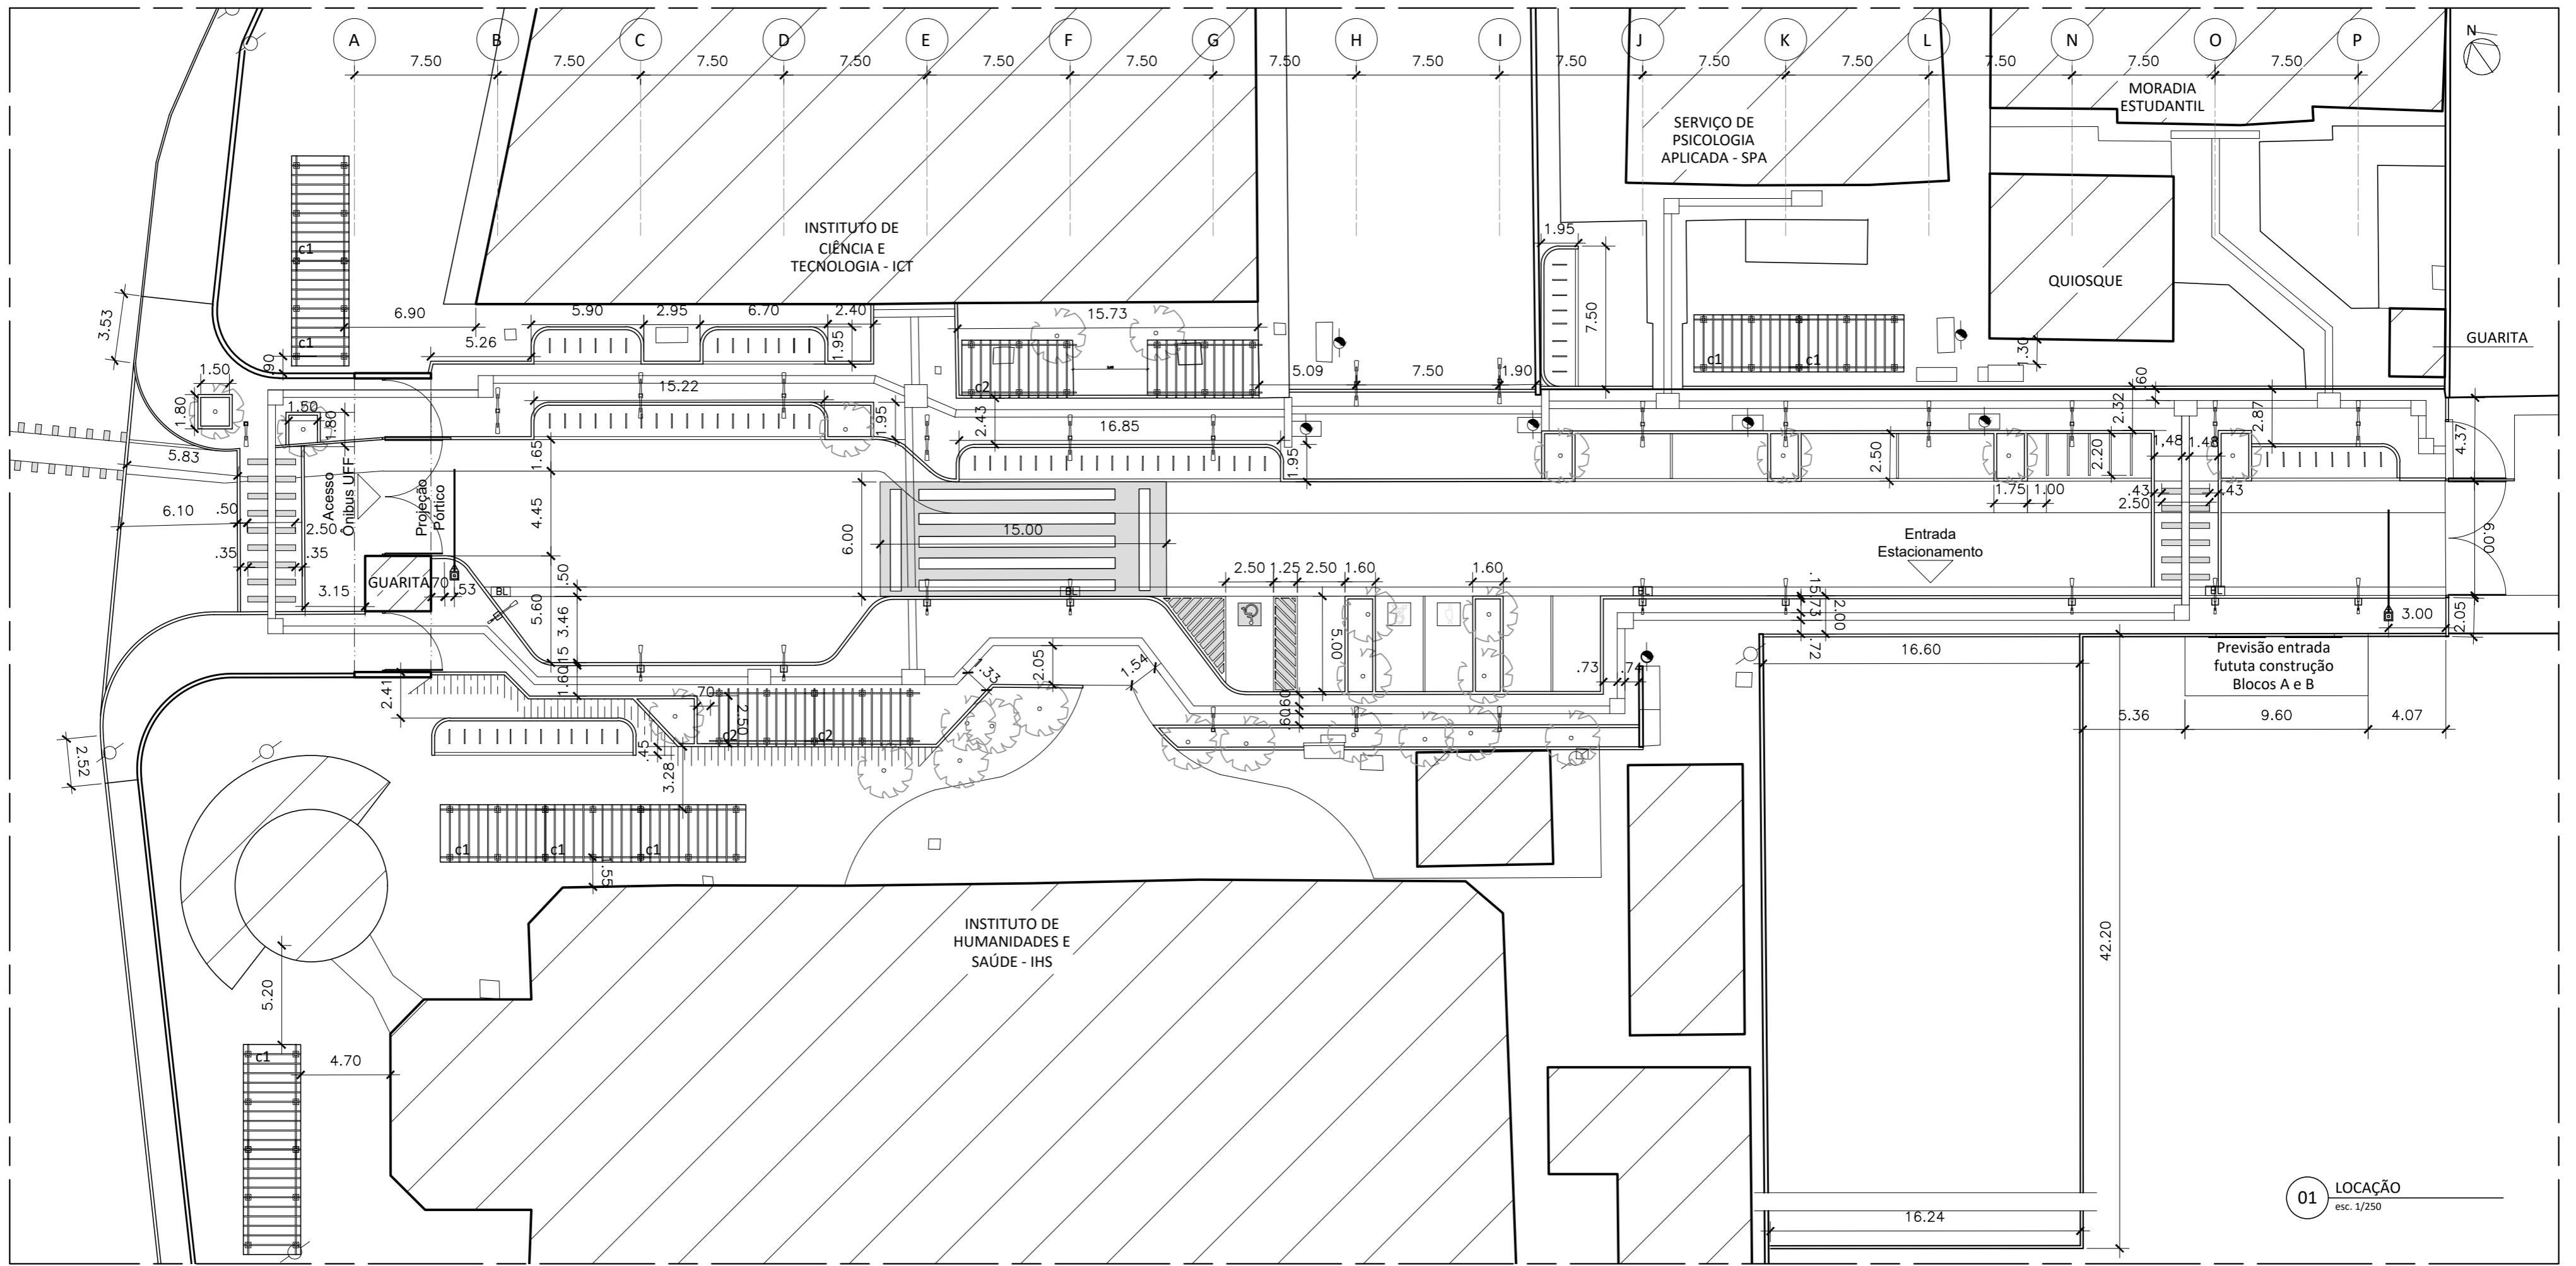 A
B
C
D
E
F
G
H
I
J
K
L
N
O
P
N
7.50
7.50
7.50
7.50
7.50
7.50
7.50
7.50
7.50
7.50
7.50
7.50
7.50
7.50
MORADIA
ESTUDANTIL
SERVIÇO DE
PSICOLOGIA
APLICADA - SPA
INSTITUTO DE
CIÊNCIA E
TECNOLOGIA - ICT
QUIOSQUE
GUARITA
c1
c1
3.53
6.90
5.26
5.90
2.95
6.70
2.40
1.95
15.73
1.95
7.50
c1
c1
1.30
.90
1.50
1.80
1.50
1.80
15.22
1.95
c2
2.43
5.09
7.50
1.90
.60
2.32
2.87
4.37
16.85
1.95
1.65
5.83
2.50
2.20
1,48
1.48
6.10
.50
2.50
.35
.35
3.15
Acesso
Ônibus UFF
Projeção
Pórtico
4.45
6.00
15.00
1.75
1.00
.43
.43
2.50
Entrada
Estacionamento
6.00
GUARITA
.70
.53
BL
.50
5.60
3.46
.15
1.60
BL
2.50
1.25
2.50
1.60
1.60
5.00
BL
.15
.73
2.00
.72
BL
3.00
2.05
2.41
.70
2.50
c2
c2
1.33
2.05
1.54
.60
.60
.73
.74
16.60
Previsão entrada
fututa construção
Blocos A e B
5.36
9.60
4.07
2.52
.45
3.28
c1
c1
c1
1.55
INSTITUTO DE
HUMANIDADES E
SAÚDE - IHS
5.20
c1
4.70
42.20
16.24
01
LOCAÇÃO
esc. 1/250